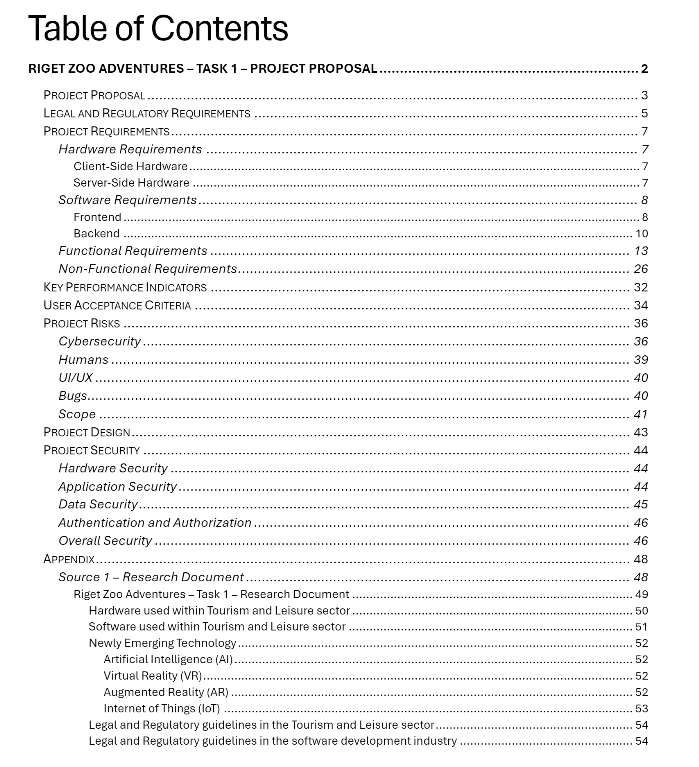 Table of Contents
RIGET ZOO ADVENTURES – TASK 1 – PROJECT PROPOSAL 2
PROJECT PROPOSAL 3
LEGAL AND REGULATORY REQUIREMENTS 5
PROJECT REQUIREMENTS 7
Hardware Requirements 7
Client-Side Hardware 7
Server-Side Hardware 7
Software Requirements 8
Frontend 8
Backend 10
Functional Requirements 13
Non-Functional Requirements 26
KEY PERFORMANCE INDICATORS 32
USER ACCEPTANCE CRITERIA 34
PROJECT RISKS 36
Cybersecurity 36
Humans 39
UI/UX 40
Bugs 40
Scope 41
PROJECT DESIGN 43
PROJECT SECURITY 44
Hardware Security 44
Application Security 44
Data Security 45
Authentication and Authorization 46
Overall Security 46
APPENDIX 48
Source 1 – Research Document 48
Riget Zoo Adventures – Task 1 – Research Document 49
Hardware used within Tourism and Leisure sector 50
Software used within Tourism and Leisure sector 51
Newly Emerging Technology 52
Artificial Intelligence (AI) 52
Virtual Reality (VR) 52
Augmented Reality (AR) 52
Internet of Things (IoT) 53
Legal and Regulatory guidelines in the Tourism and Leisure sector 54
Legal and Regulatory guidelines in the software development industry 54